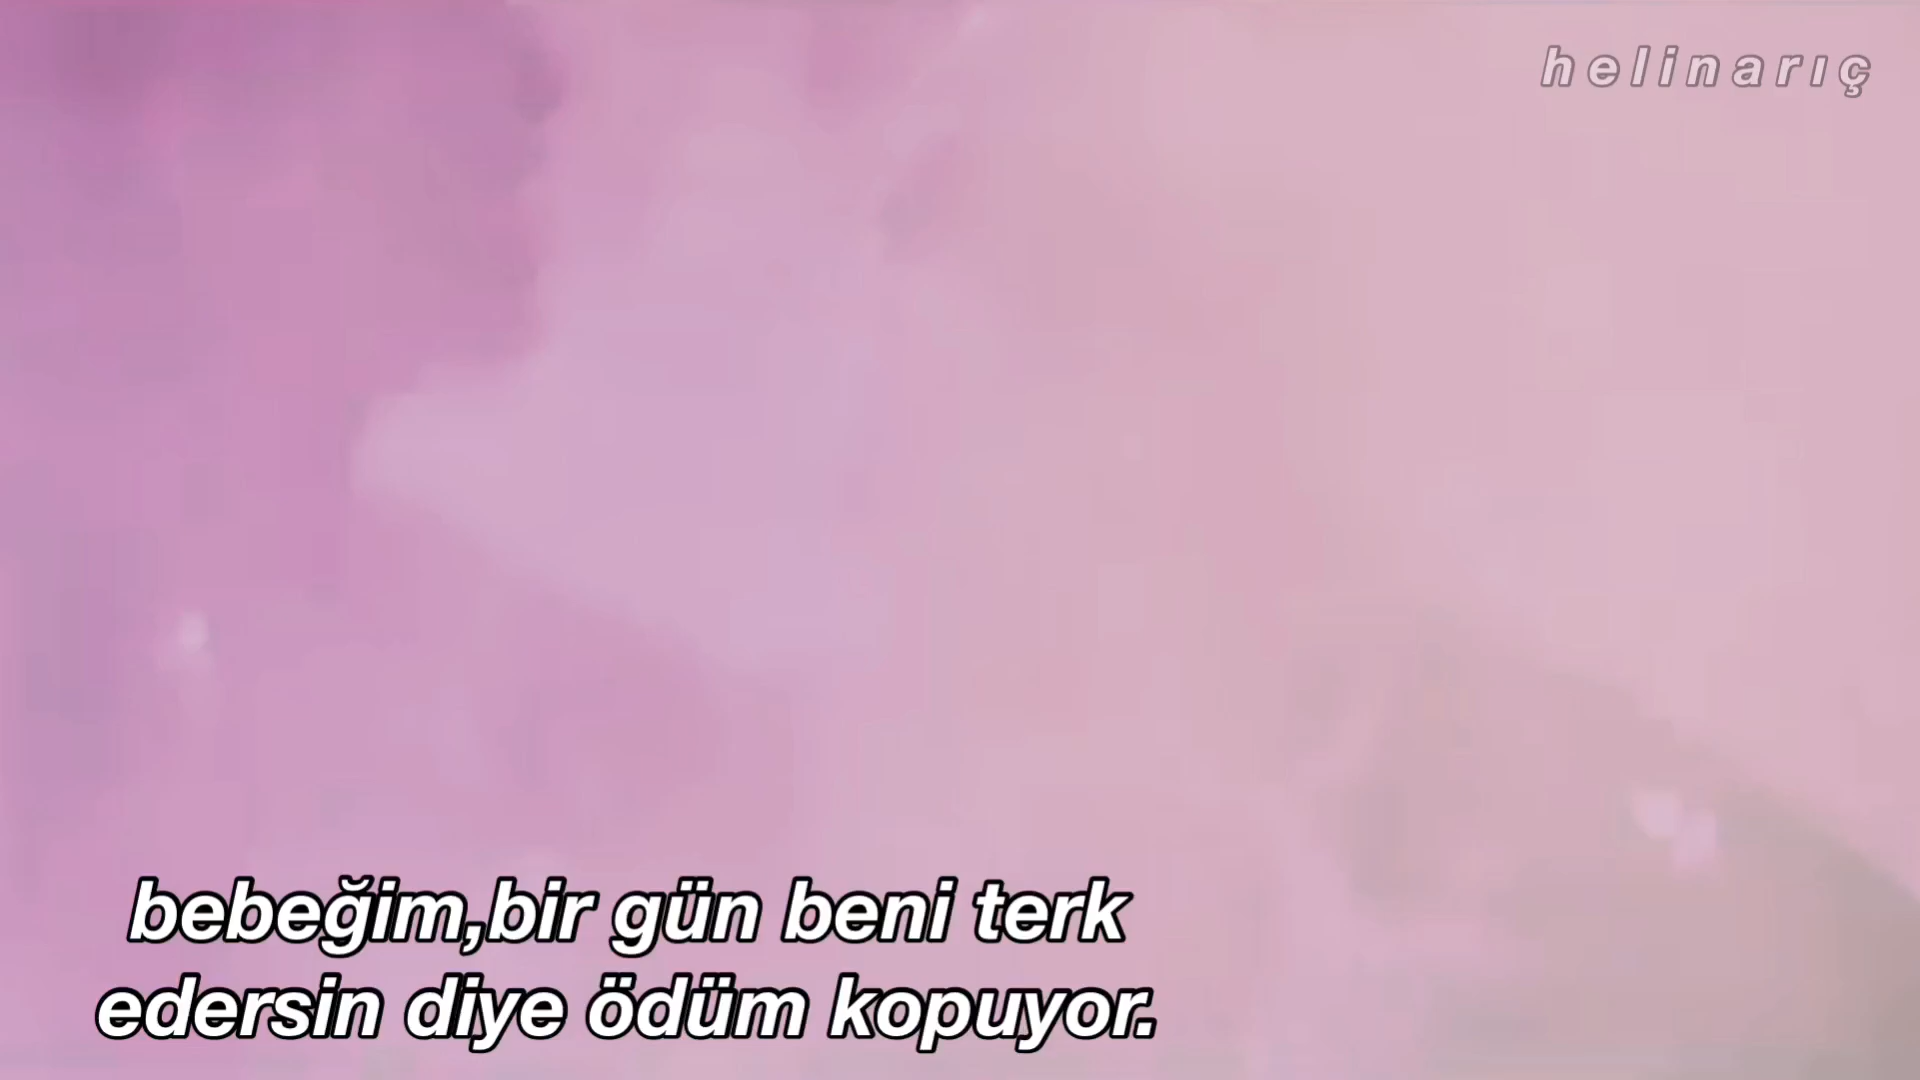 helinarıç
bebeğim,bir gün beni terk
edersin diye ödüm kopuyor.